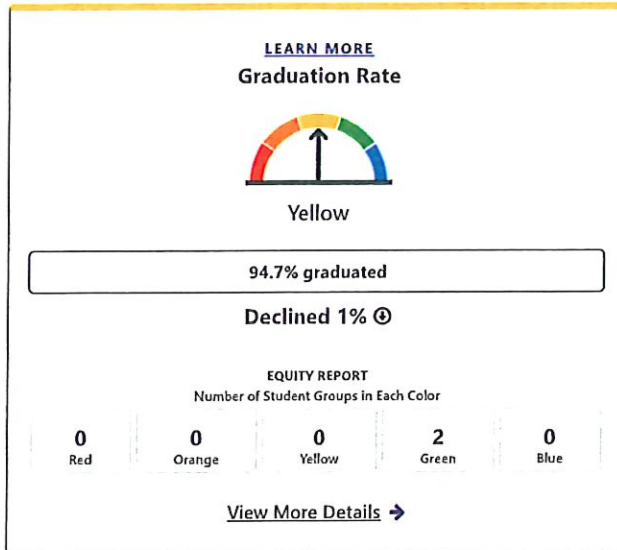 LEARN MORE
Graduation Rate
Yellow
94.7% graduated
Declined 1%
EQUITY REPORT
Number of Student Groups in Each Color
0 0 0 2 0
Red Orange Yellow Green Blue
View More Details